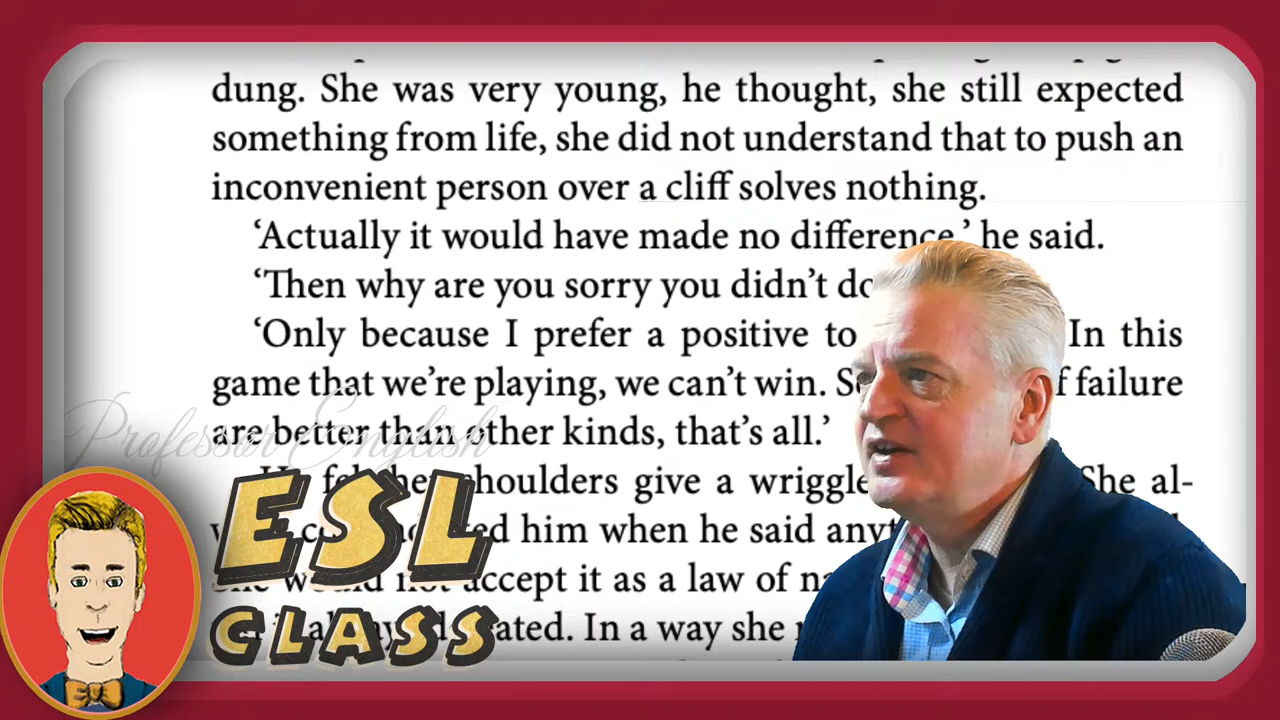 dung. She was very young, he thought, she still expected
something from life, she did not understand that to push an
inconvenient person over a cliff solves nothing.
‘Actually it would have made no difference,’ he said.
‘Then why are you sorry you didn’t do
‘Only because I prefer a positive to In this
game that we’re playing, we can’t win. failure
are better than other kinds, that’s all.’
shoulders give a wriggle She al-
him when he said
would not accept it as a law of
In a way she
Professor English
ESL
CLASS